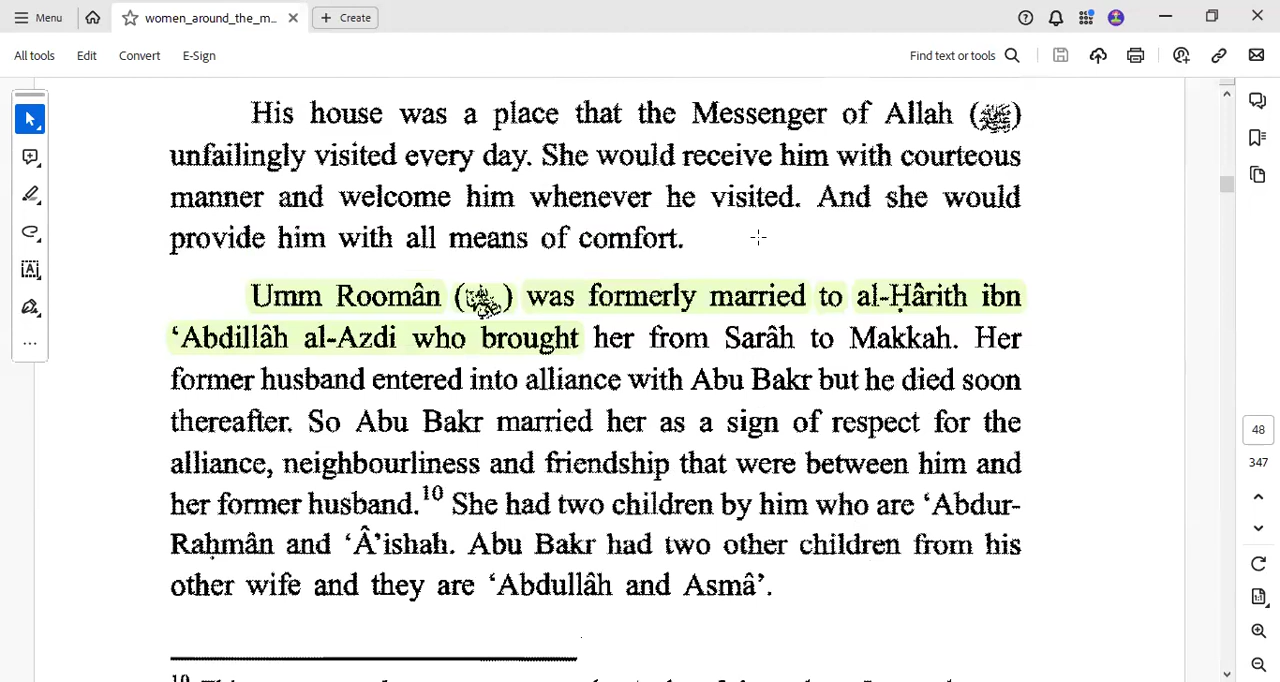 Menu
women_around_the_m...
Create
All tools
Edit
Convert
E-Sign
Find text or tools
His house was a place that the Messenger of Allah (ﷺ)
unfailingly visited every day. She would receive him with courteous
manner and welcome him whenever he visited. And she would
provide him with all means of comfort.
Umm Roomân () was formerly married to al-Ḥârith ibn
‘Abdillâh al-Azdi who brought her from Sarâh to Makkah. Her
former husband entered into alliance with Abu Bakr but he died soon
thereafter. So Abu Bakr married her as a sign of respect for the
alliance, neighbourliness and friendship that were between him and
her former husband.¹⁰ She had two children by him who are ‘Abdur-
Raḥmân and ‘Â’ishah. Abu Bakr had two other children from his
other wife and they are ‘Abdullâh and Asmâ’.
48
347
1:1